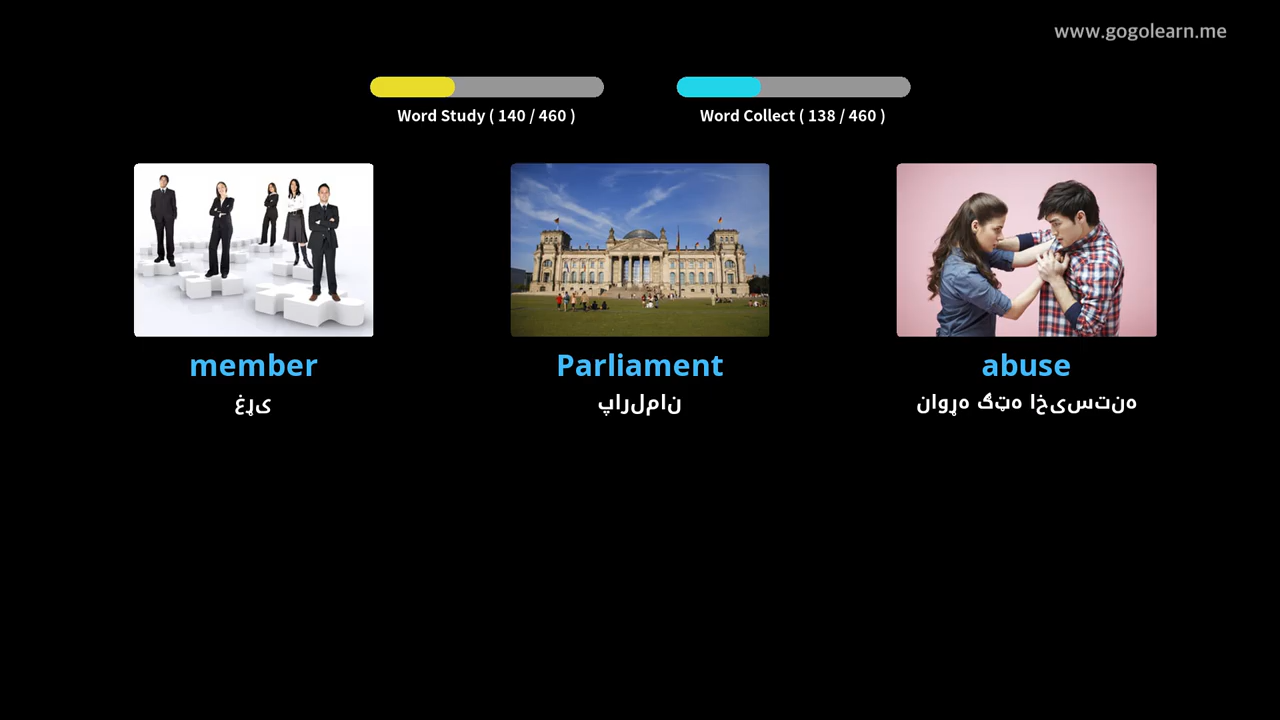 www.gogolearn.me
Word Study ( 140 / 460 )
Word Collect ( 138 / 460 )
member
Parliament
abuse
غړی
پارلمان
ناوړه ګټه اخیستنه